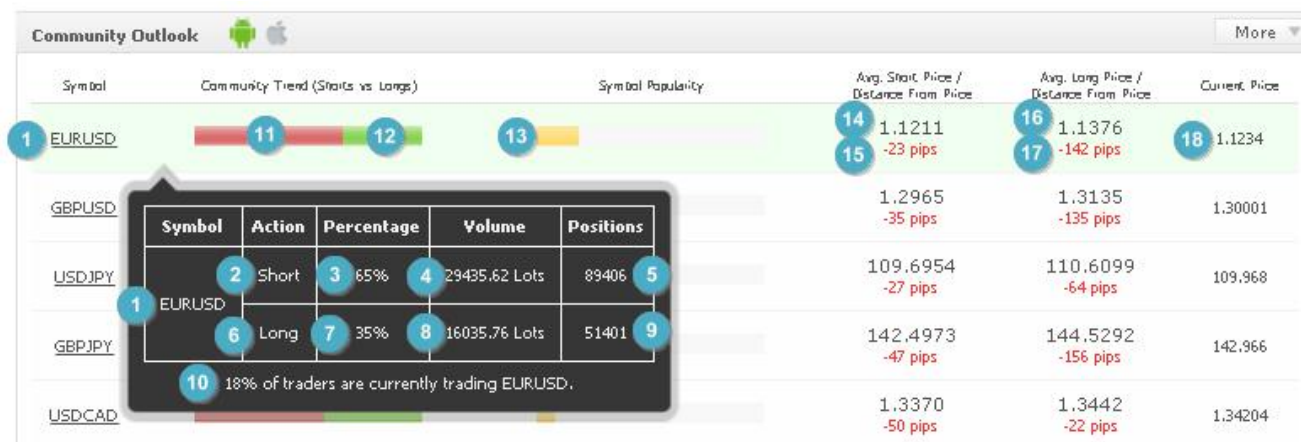 Community Outlook
More
Symbol Community Trend (Shorts vs Longs) Symbol Popularity Avg. Short Price / Distance From Price Avg. Long Price / Distance From Price Current Price
1 EURUSD 11 12 13 14 1.1211 16 1.1376 18 1.1234
15 -23 pips 17 -142 pips
GBPUSD 1.2965 1.3135 1.30001
-35 pips -135 pips
Symbol Action Percentage Volume Positions
USDJPY 109.6954 110.6099 109.968
-27 pips -64 pips
2 Short 3 65% 4 29435.62 Lots 89406 5
1 EURUSD
6 Long 7 35% 8 16035.76 Lots 51401 9
GBPJPY 142.4973 144.5292 142.966
-47 pips -156 pips
10 18% of traders are currently trading EURUSD.
USDCAD 1.3370 1.3442 1.34204
-50 pips -22 pips